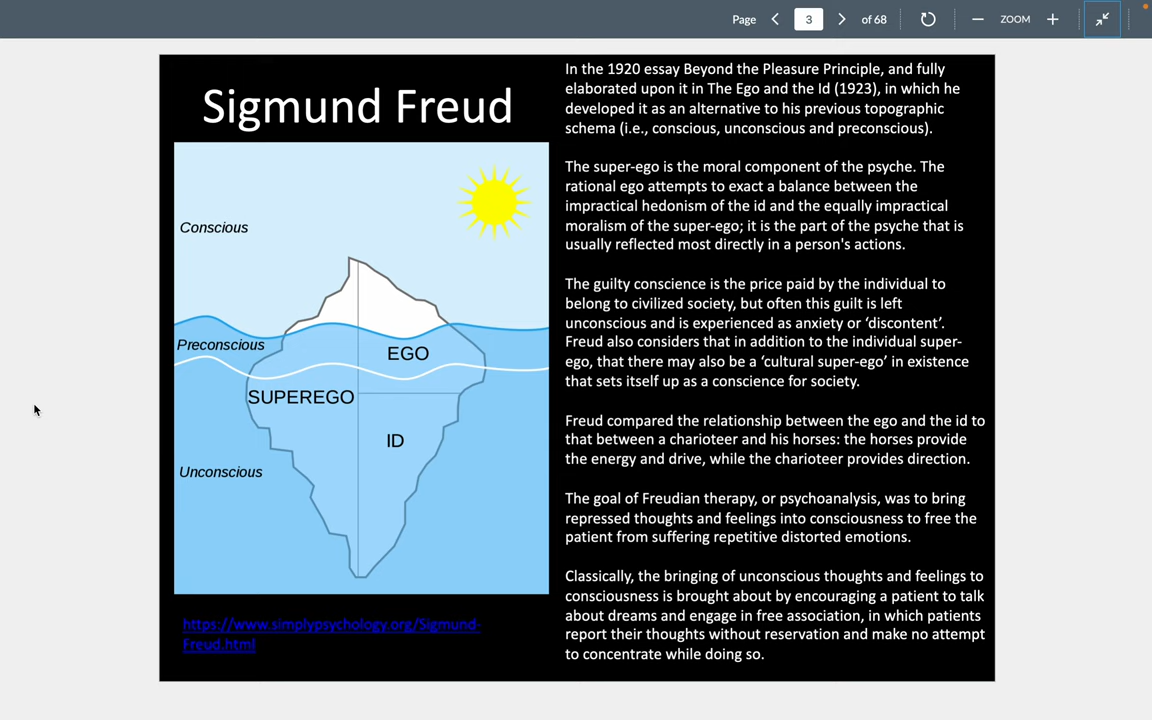 Page
3
of 68
ZOOM
Sigmund Freud
Conscious
Preconscious
EGO
SUPEREGO
ID
Unconscious
https://www.simplypsychology.org/Sigmund-
Freud.html
In the 1920 essay Beyond the Pleasure Principle, and fully
elaborated upon it in The Ego and the Id (1923), in which he
developed it as an alternative to his previous topographic
schema (i.e., conscious, unconscious and preconscious).
The super-ego is the moral component of the psyche. The
rational ego attempts to exact a balance between the
impractical hedonism of the id and the equally impractical
moralism of the super-ego; it is the part of the psyche that is
usually reflected most directly in a person's actions.
The guilty conscience is the price paid by the individual to
belong to civilized society, but often this guilt is left
unconscious and is experienced as anxiety or ‘discontent’.
Freud also considers that in addition to the individual super-
ego, that there may also be a ‘cultural super-ego’ in existence
that sets itself up as a conscience for society.
Freud compared the relationship between the ego and the id to
that between a charioteer and his horses: the horses provide
the energy and drive, while the charioteer provides direction.
The goal of Freudian therapy, or psychoanalysis, was to bring
repressed thoughts and feelings into consciousness to free the
patient from suffering repetitive distorted emotions.
Classically, the bringing of unconscious thoughts and feelings to
consciousness is brought about by encouraging a patient to talk
about dreams and engage in free association, in which patients
report their thoughts without reservation and make no attempt
to concentrate while doing so.